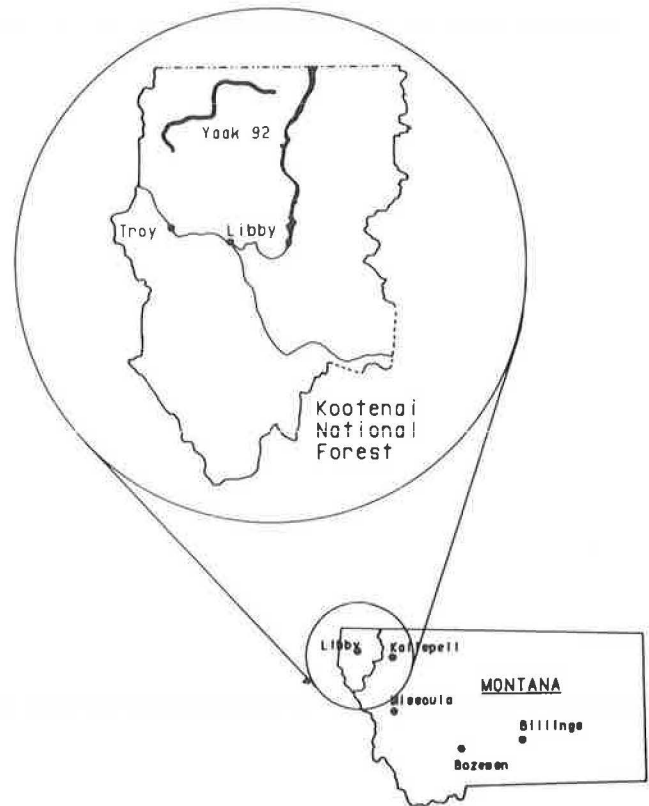 Yaak 92
Troy
Libby
Kootenai
National
Forest
Libby
Kalispell
MONTANA
Missoula
Billings
Bozeman